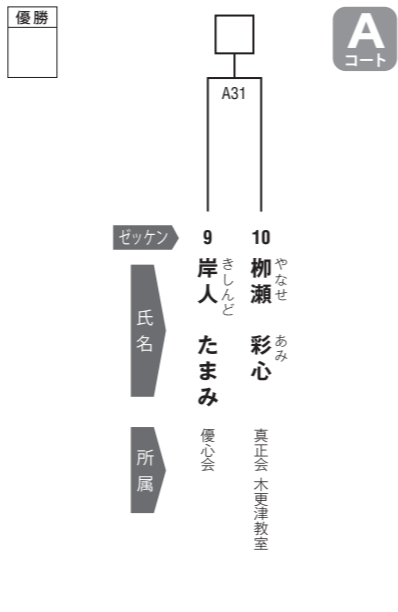 優勝
A
コート
A31
ゼッケン
9
10
氏名
岸人 たまみ
きしんど
栁瀬 彩心
やなせ あみ
所属
優心会
真正会 木更津教室